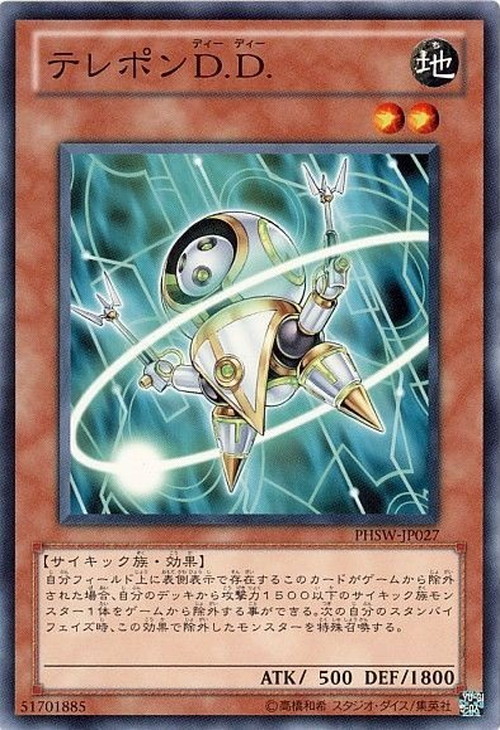 ディー ディー
テレポンD.D.
ち
地
PHSW-JP027
【サイキック族・効果】
自分フィールド上に表側表示で存在するこのカードがゲームから除外
された場合、自分のデッキから攻撃力1500以下のサイキック族モン
スター1体をゲームから除外する事ができる。次の自分のスタンバイ
フェイズ時、この効果で除外したモンスターを特殊召喚する。
ATK/ 500 DEF/1800
51701885
©高橋和希 スタジオ・ダイス/集英社